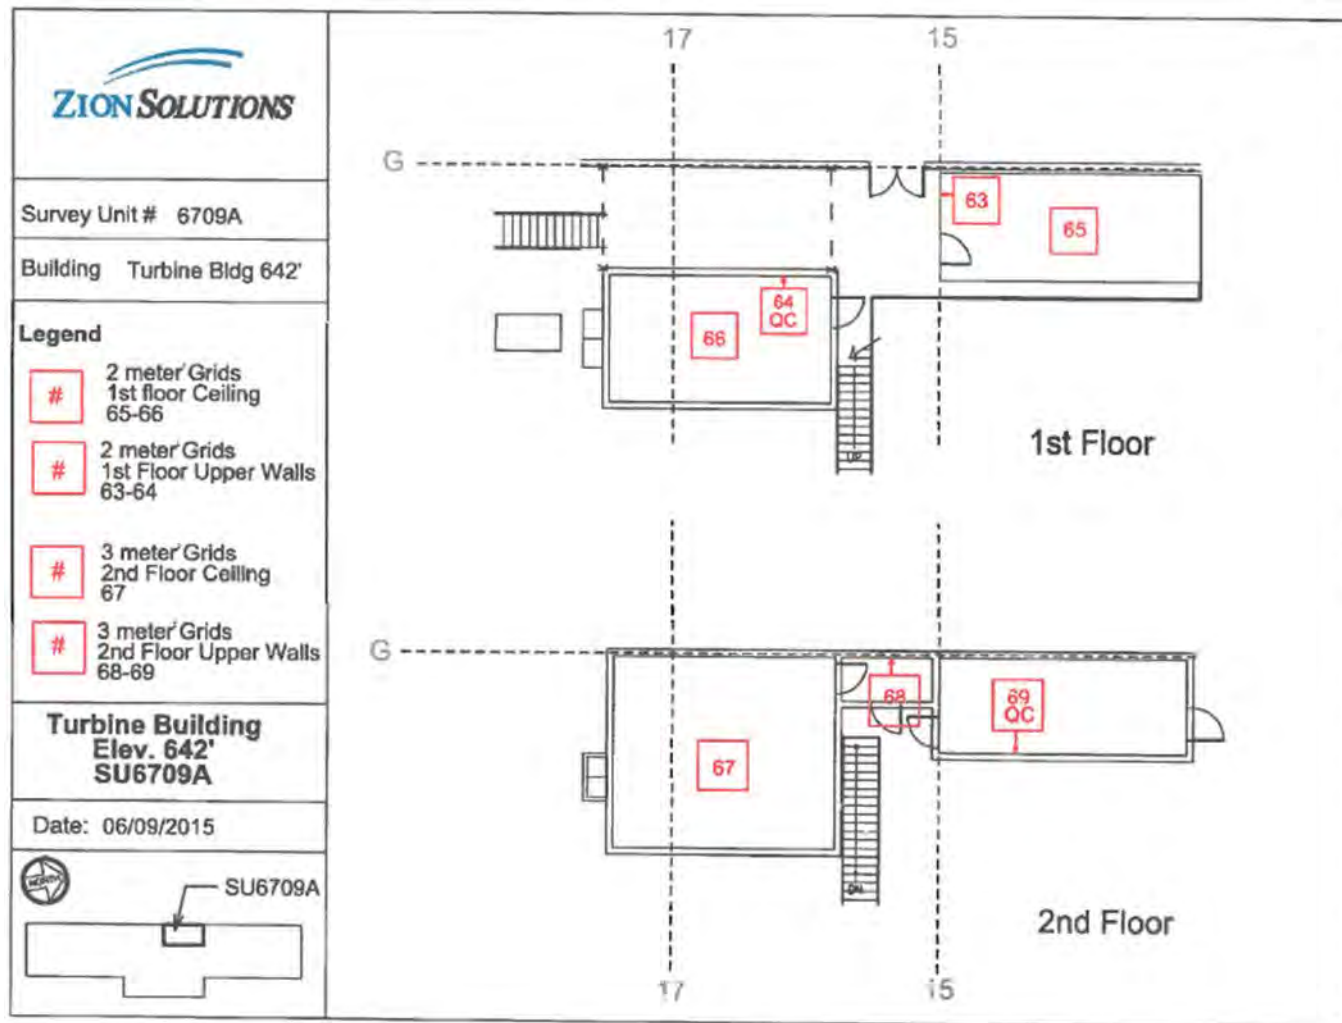 ZIONSOLUTIONS
Survey Unit # 6709A
Building Turbine Bldg 642'
Legend
#
2 meter Grids
1st floor Ceiling
65-66
#
2 meter Grids
1st Floor Upper Walls
63-64
#
3 meter Grids
2nd Floor Ceiling
67
#
3 meter Grids
2nd Floor Upper Walls
68-69
Turbine Building
Elev. 642'
SU6709A
Date: 06/09/2015
NORTH
SU6709A
17
15
G
63
65
64
QC
66
UP
1st Floor
G
68
69
QC
67
DN
2nd Floor
17
15